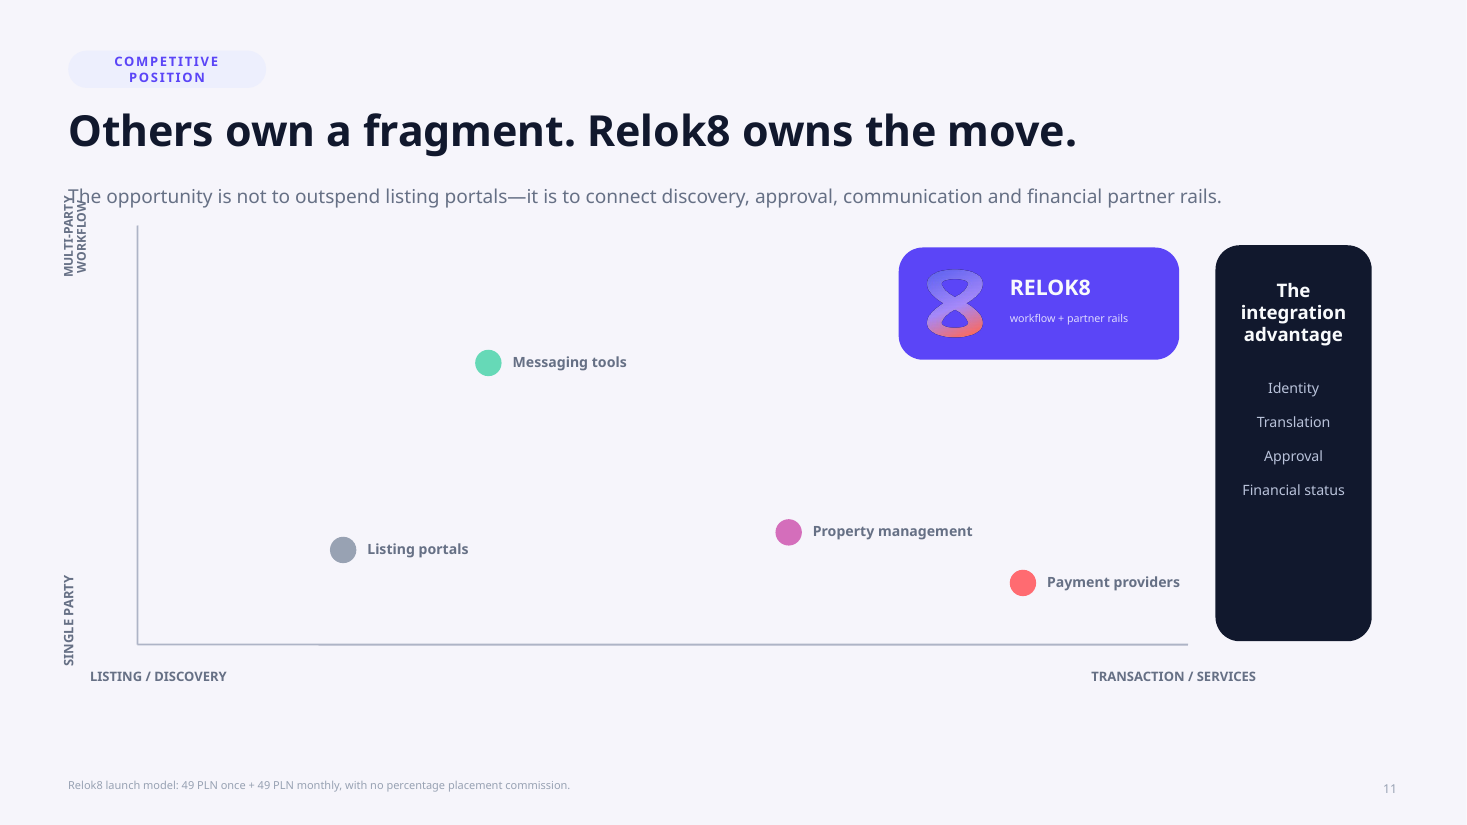 COMPETITIVE
POSITION
Others own a fragment. Relok8 owns the move.
The opportunity is not to outspend listing portals—it is to connect discovery, approval, communication and financial partner rails.
MULTI-PARTY
WORKFLOW
RELOK8
workflow + partner rails
The
integration
advantage
Identity
Translation
Approval
Financial status
Messaging tools
Property management
Listing portals
Payment providers
SINGLE PARTY
LISTING / DISCOVERY
TRANSACTION / SERVICES
Relok8 launch model: 49 PLN once + 49 PLN monthly, with no percentage placement commission.
11